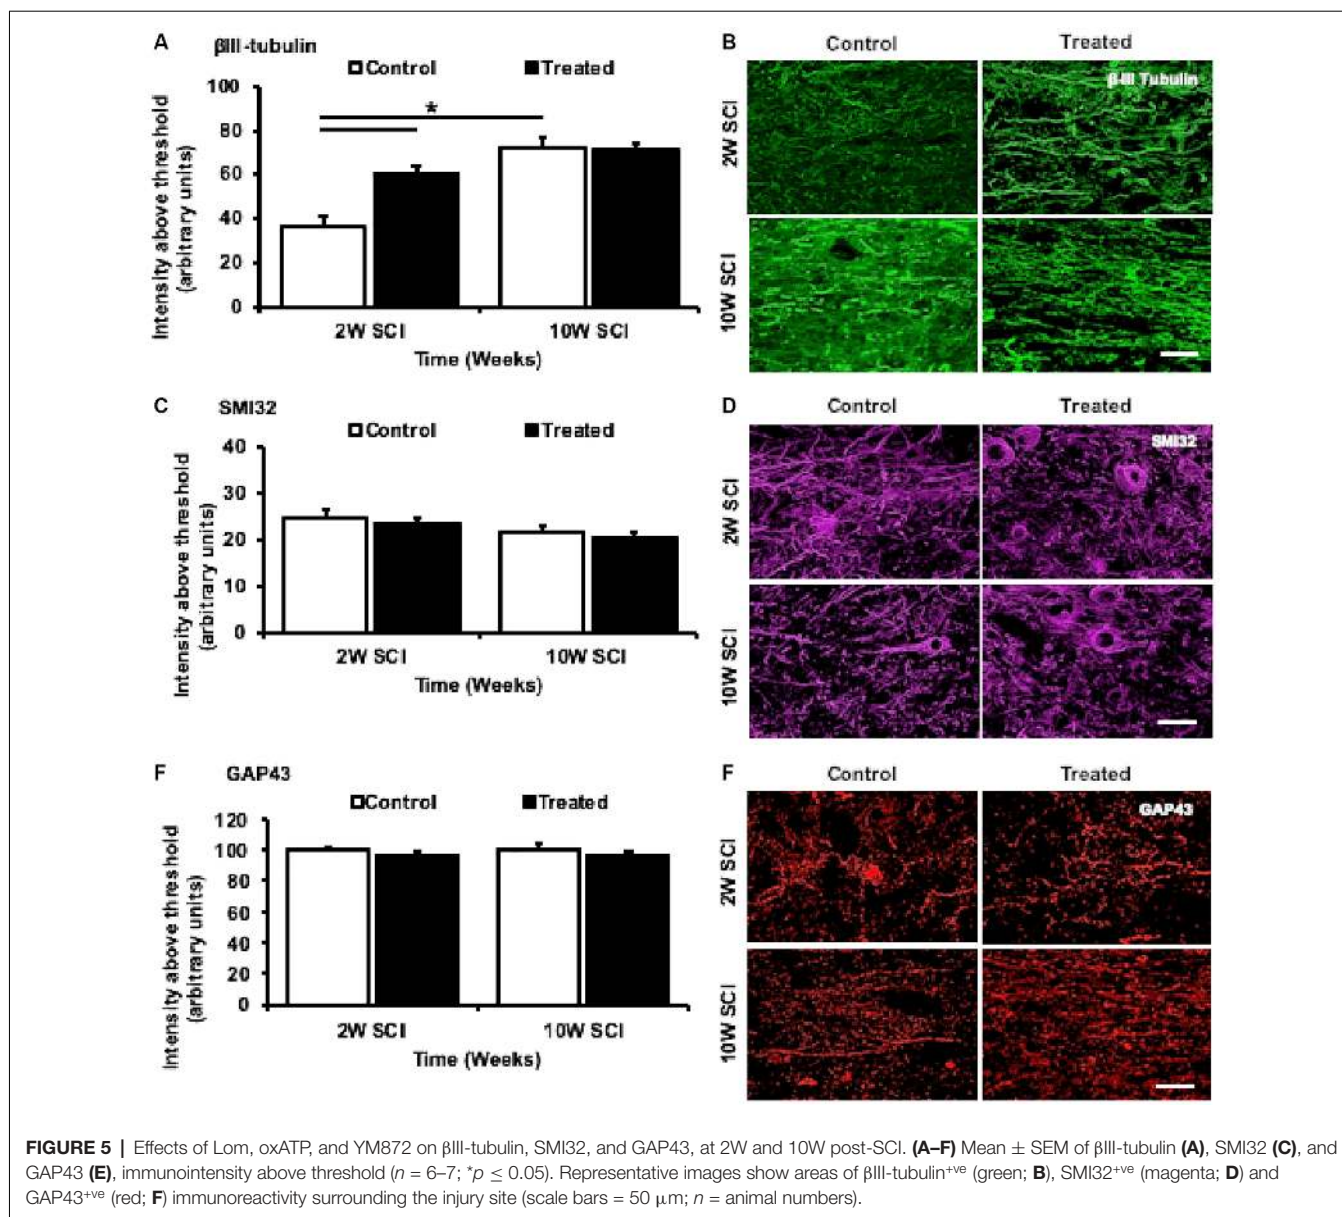 A βIII-tubulin
Control Treated
100
80
60
40
20
0
*
2W SCI 10W SCI
Time (Weeks)
Intensity above threshold
(arbitrary units)
B Control Treated
β-III Tubulin
2W SCI
10W SCI
C SMI32
Control Treated
40
30
20
10
0
2W SCI 10W SCI
Time (Weeks)
Intensity above threshold
(arbitrary units)
D Control Treated
SMI32
2W SCI
10W SCI
F GAP43
Control Treated
120
100
80
60
40
20
0
2W SCI 10W SCI
Time (Weeks)
Intensity above threshold
(arbitrary units)
F Control Treated
GAP43
2W SCI
10W SCI
FIGURE 5 | Effects of Lom, oxATP, and YM872 on βIII-tubulin, SMI32, and GAP43, at 2W and 10W post-SCI. (A–F) Mean ± SEM of βIII-tubulin (A), SMI32 (C), and
GAP43 (E), immunointensity above threshold (n = 6–7; *p ≤ 0.05). Representative images show areas of βIII-tubulin+ve (green; B), SMI32+ve (magenta; D) and
GAP43+ve (red; F) immunoreactivity surrounding the injury site (scale bars = 50 μm; n = animal numbers).